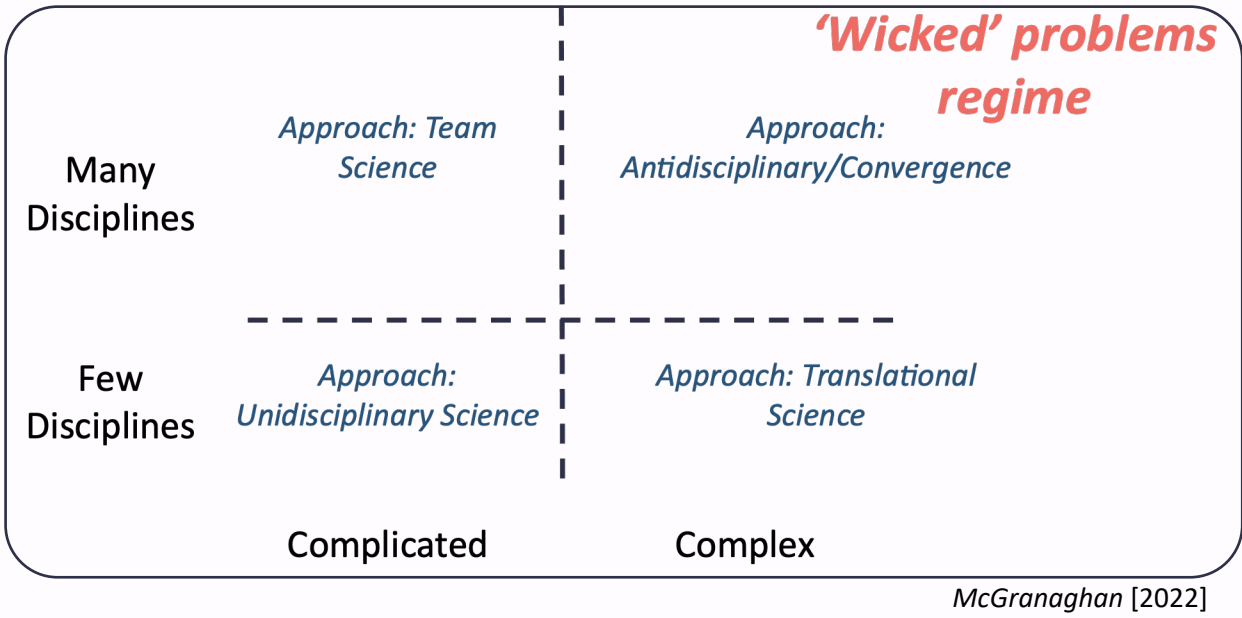 ‘Wicked’ problems
regime
Many
Disciplines
Approach: Team
Science
Approach:
Antidisciplinary/Convergence
Few
Disciplines
Approach:
Unidisciplinary Science
Approach: Translational
Science
Complicated
Complex
McGranaghan [2022]